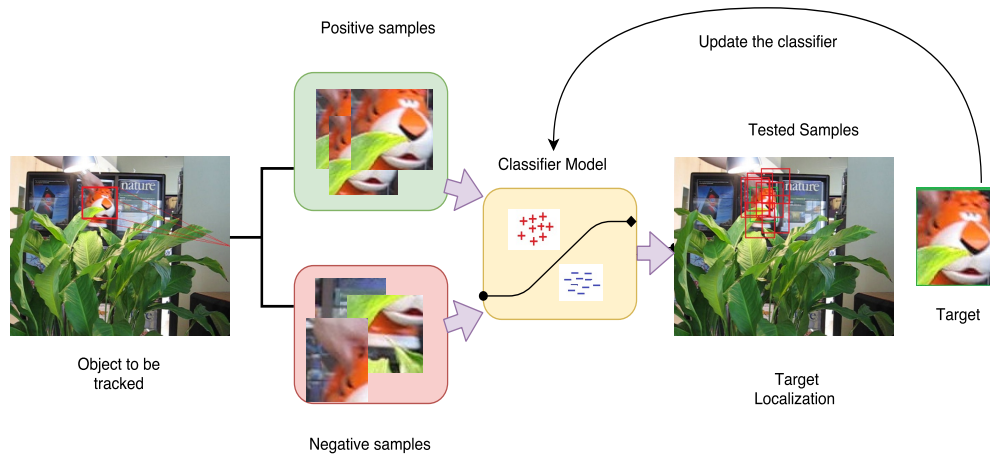 Positive samples
Update the classifier
Tested Samples
Classifier Model
nature
nature
Object to be
tracked
Target
Target
Localization
Negative samples